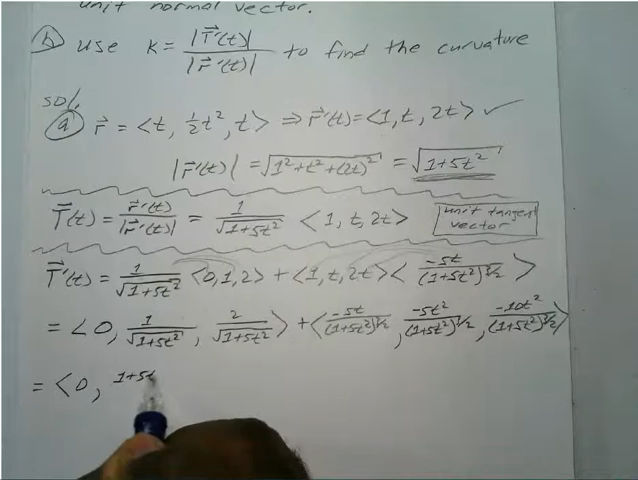 unit normal vector.
(b) use K = |T⃗'(t)| / |r⃗'(t)| to find the curvature
sol.
(a) r⃗ = <t, 1/2 t², t> ⇒ r⃗'(t) = <1, t, 2t> ✓
|r⃗'(t)| = √(1² + t² + (2t)²) = √(1+5t²)
T⃗(t) = r⃗'(t) / |r⃗'(t)| = 1/√(1+5t²) <1, t, 2t> unit tangent vector
T⃗'(t) = 1/√(1+5t²) <0, 1, 2> + <1, t, 2t> < -5t/(1+5t²)^3/2 >
= <0, 1/√(1+5t²), 2/√(1+5t²)> + < -5t/(1+5t²)^3/2, -5t²/(1+5t²)^3/2, -10t²/(1+5t²)^3/2 >
= <0, 1+5t